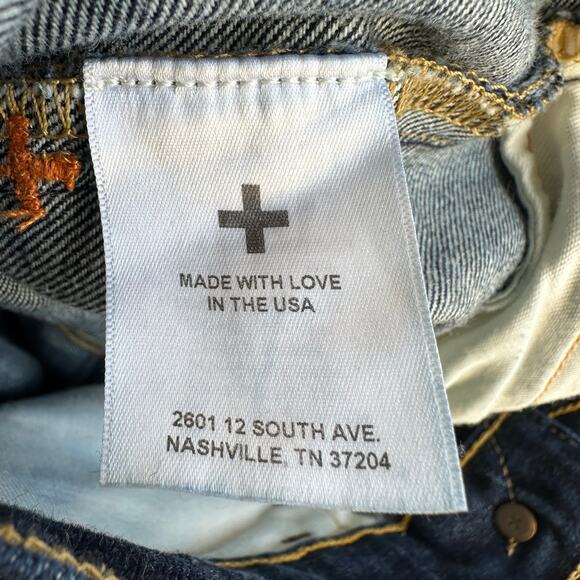 MADE WITH LOVE
IN THE USA
2601 12 SOUTH AVE.
NASHVILLE, TN 37204